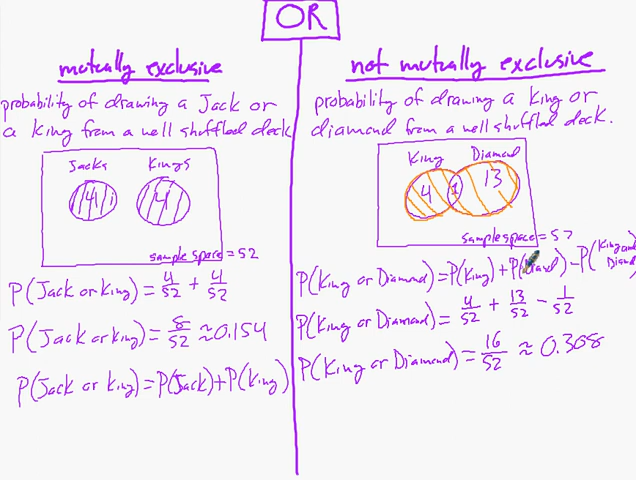 OR
mutually exclusive
probability of drawing a Jack or
a King from a well shuffled deck
Jacks Kings
4 4
sample space = 52
P(Jack or King) = 4/52 + 4/52
P(Jack or King) = 8/52 ≈ 0.154
P(Jack or King) = P(Jack) + P(King)
not mutually exclusive
probability of drawing a King or
diamond from a well shuffled deck.
King Diamond
4 1 13
sample space = 52
P(King or Diamond) = P(King) + P( ) - P(King and
Diam
P(King or Diamond) = 4/52 + 13/52 - 1/52
P(King or Diamond) = 16/52 ≈ 0.308